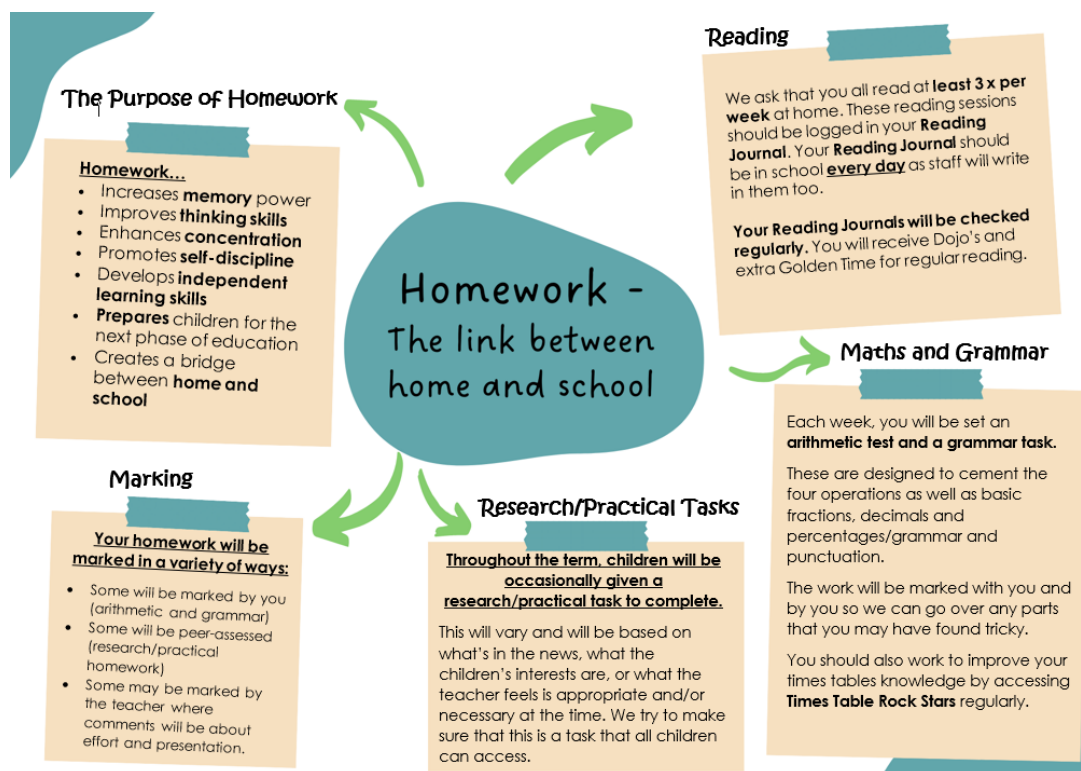 The Purpose of Homework
Homework...
• Increases memory power
• Improves thinking skills
• Enhances concentration
• Promotes self-discipline
• Develops independent
learning skills
• Prepares children for the
next phase of education
• Creates a bridge
between home and
school
Reading
We ask that you all read at least 3 x per
week at home. These reading sessions
should be logged in your Reading
Journal. Your Reading Journal should
be in school every day as staff will write
in them too.
Your Reading Journals will be checked
regularly. You will receive Dojo's and
extra Golden Time for regular reading.
Homework -
The link between
home and school
Maths and Grammar
Each week, you will be set an
arithmetic test and a grammar task.
These are designed to cement the
four operations as well as basic
fractions, decimals and
percentages/grammar and
punctuation.
The work will be marked with you and
by you so we can go over any parts
that you may have found tricky.
You should also work to improve your
times tables knowledge by accessing
Times Table Rock Stars regularly.
Marking
Your homework will be
marked in a variety of ways:
• Some will be marked by you
(arithmetic and grammar)
• Some will be peer-assessed
(research/practical
homework)
• Some may be marked by
the teacher where
comments will be about
effort and presentation.
Research/Practical Tasks
Throughout the term, children will be
occasionally given a
research/practical task to complete.
This will vary and will be based on
what's in the news, what the
children's interests are, or what the
teacher feels is appropriate and/or
necessary at the time. We try to make
sure that this is a task that all children
can access.